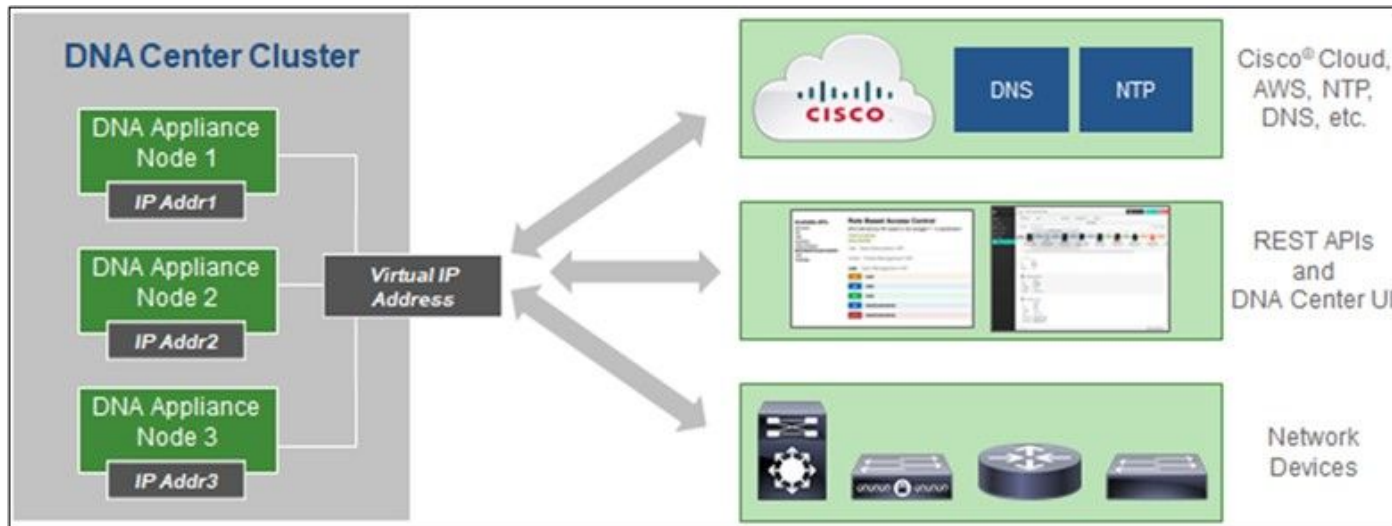 DNA Center Cluster
DNA Appliance
Node 1
IP Addr1
DNA Appliance
Node 2
IP Addr2
DNA Appliance
Node 3
IP Addr3
Virtual IP
Address
CISCO
DNS
NTP
Cisco® Cloud,
AWS, NTP,
DNS, etc.
Role Based Access Control
REST APIs
and
DNA Center UI
Network
Devices